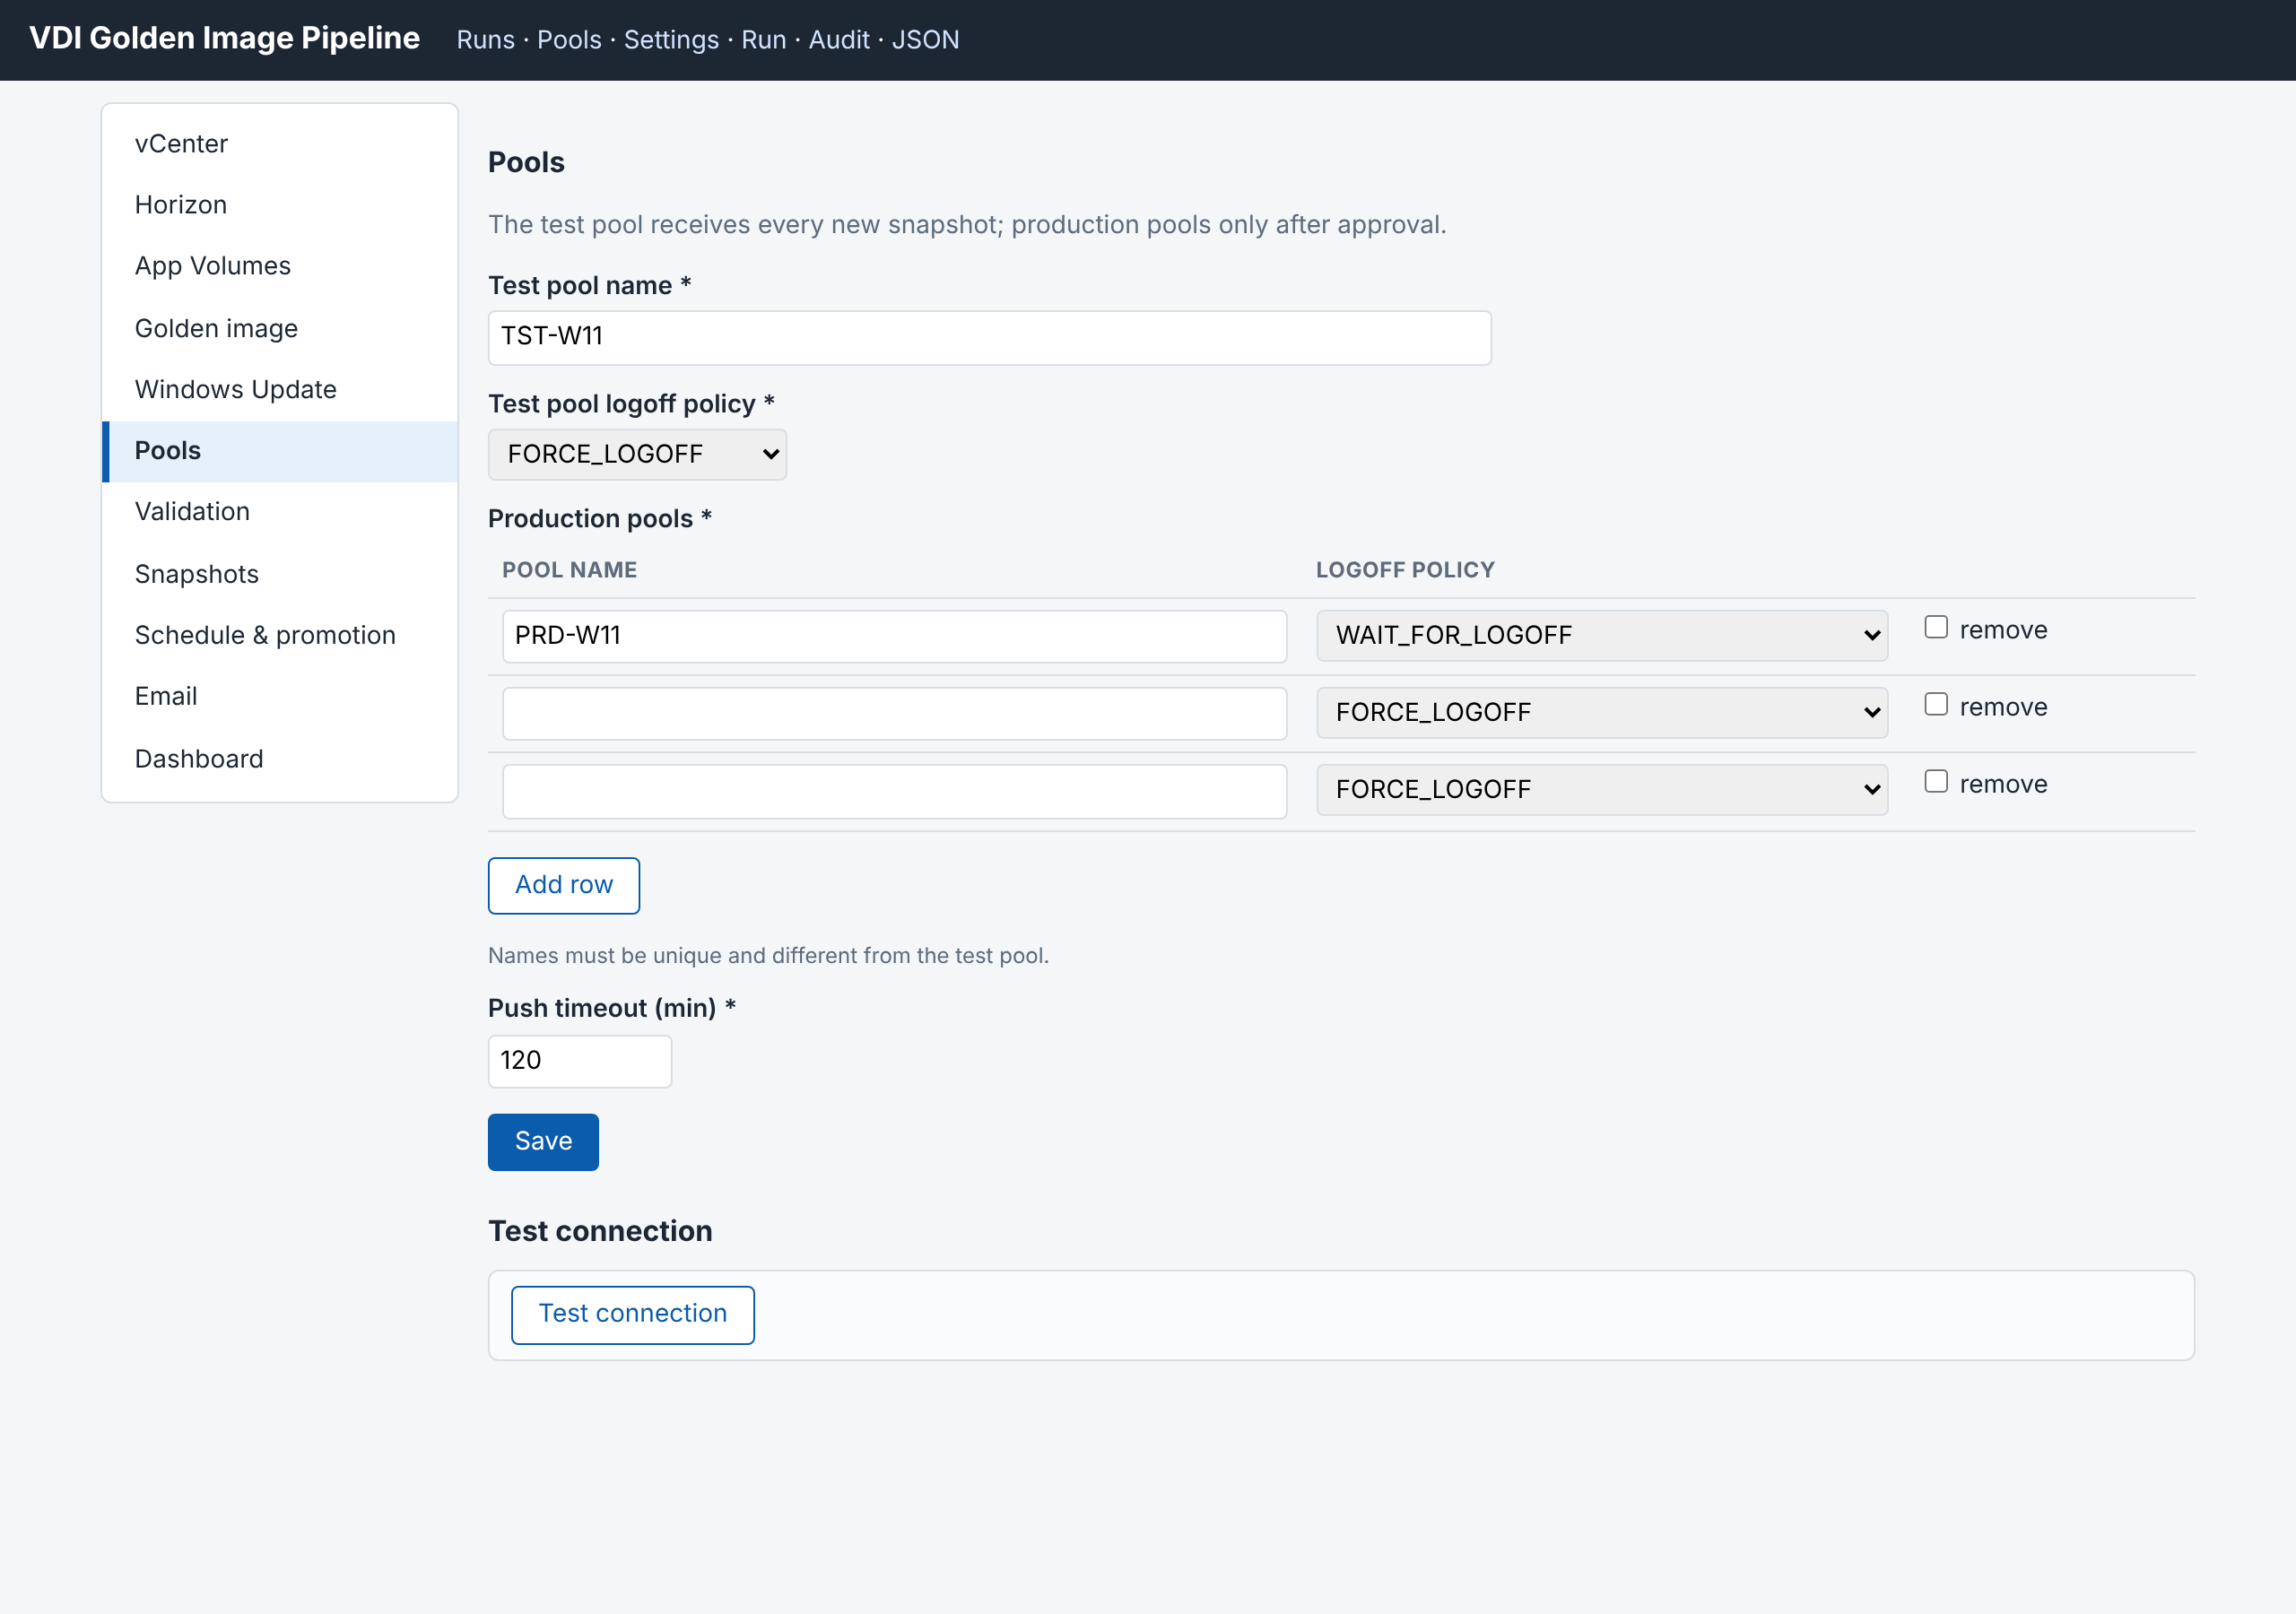 VDI Golden Image Pipeline Runs · Pools · Settings · Run · Audit · JSON
vCenter
Horizon
App Volumes
Golden image
Windows Update
Pools
Validation
Snapshots
Schedule & promotion
Email
Dashboard
Pools
The test pool receives every new snapshot; production pools only after approval.
Test pool name *
TST-W11
Test pool logoff policy *
FORCE_LOGOFF
Production pools *
POOL NAME LOGOFF POLICY
PRD-W11 WAIT_FOR_LOGOFF remove
FORCE_LOGOFF remove
FORCE_LOGOFF remove
Add row
Names must be unique and different from the test pool.
Push timeout (min) *
120
Save
Test connection
Test connection